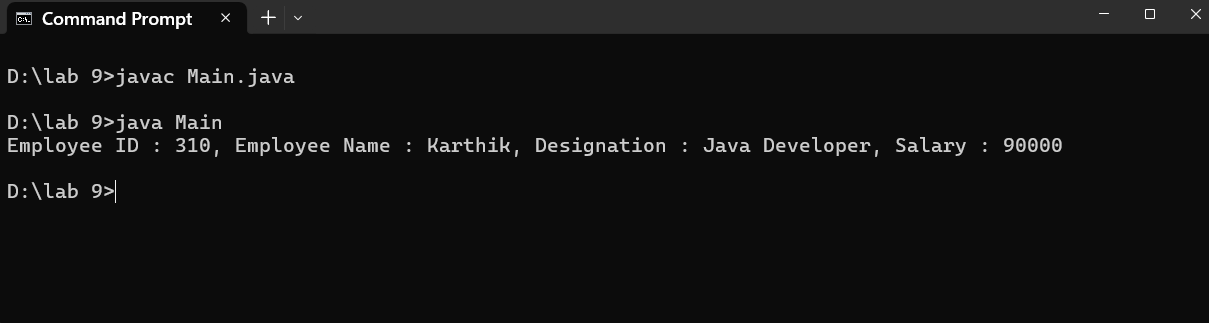 Command Prompt
D:\lab 9>javac Main.java
D:\lab 9>java Main
Employee ID : 310, Employee Name : Karthik, Designation : Java Developer, Salary : 90000
D:\lab 9>